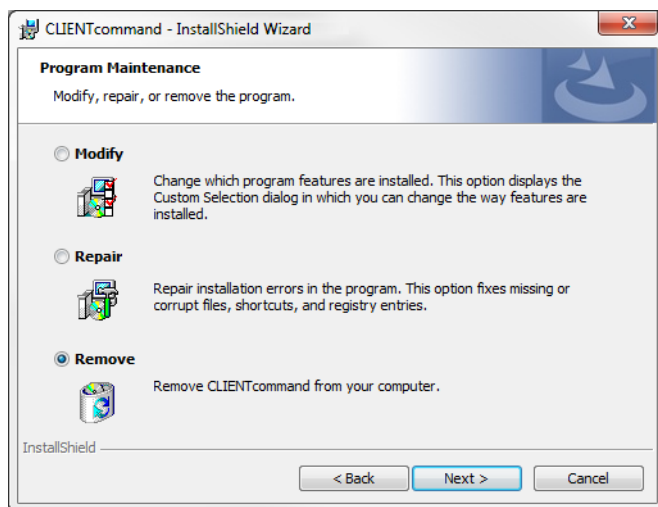 CLIENTcommand - InstallShield Wizard
Program Maintenance
Modify, repair, or remove the program.
Modify
Change which program features are installed. This option displays the
Custom Selection dialog in which you can change the way features are
installed.
Repair
Repair installation errors in the program. This option fixes missing or
corrupt files, shortcuts, and registry entries.
Remove
Remove CLIENTcommand from your computer.
InstallShield
< Back
Next >
Cancel